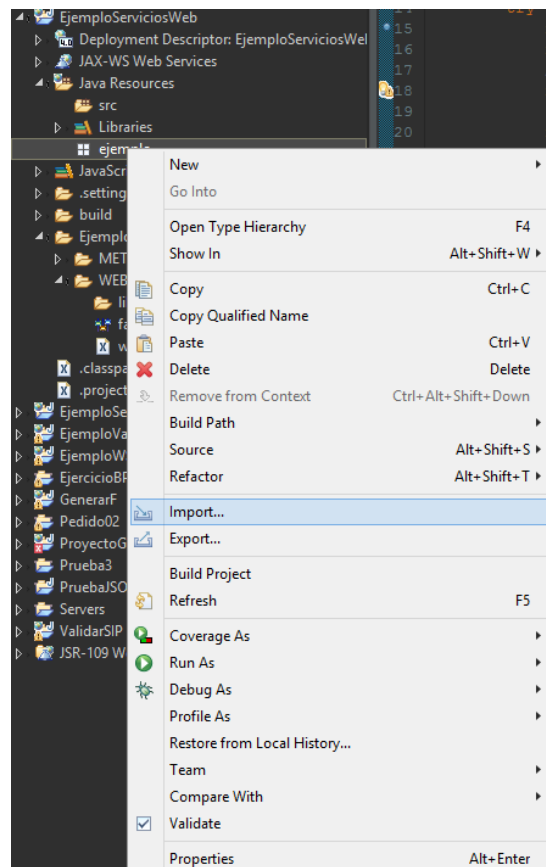 EjemploServiciosWeb
Deployment Descriptor: EjemploServiciosWel
JAX-WS Web Services
Java Resources
src
Libraries
ejemplo
JavaScr
.setting
build
Ejemplo
MET
WEB
li
fa
w
.classpa
.project
EjemploSe
EjemploVa
EjemploW
EjercicioBP
GenerarF
Pedido02
ProyectoG
Prueba3
PruebaJSO
Servers
ValidarSIP
JSR-109 W
15
16
17
18
19
20
New
Go Into
Open Type Hierarchy F4
Show In Alt+Shift+W
Copy Ctrl+C
Copy Qualified Name
Paste Ctrl+V
Delete Delete
Remove from Context Ctrl+Alt+Shift+Down
Build Path
Source Alt+Shift+S
Refactor Alt+Shift+T
Import...
Export...
Build Project
Refresh F5
Coverage As
Run As
Debug As
Profile As
Restore from Local History...
Team
Compare With
Validate
Properties Alt+Enter